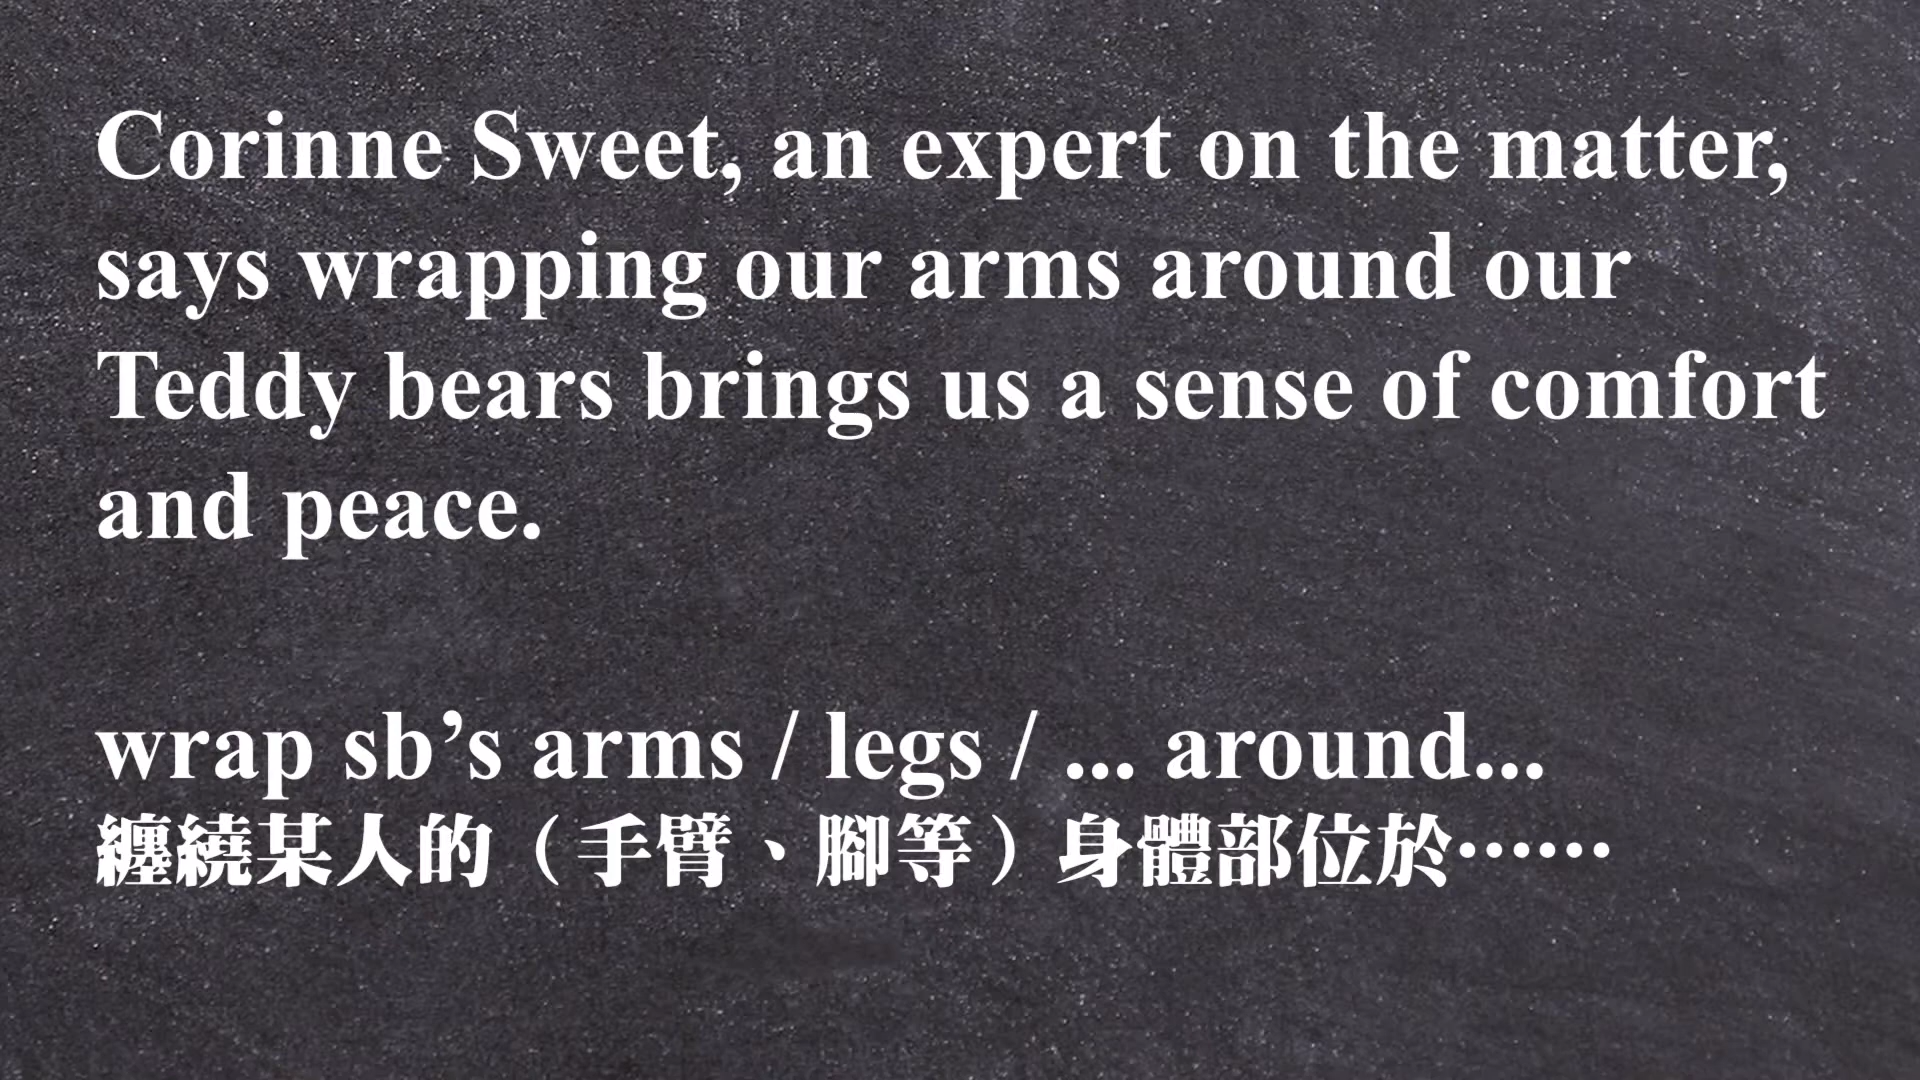 Corinne Sweet, an expert on the matter,
says wrapping our arms around our
Teddy bears brings us a sense of comfort
and peace.
wrap sb’s arms / legs / ... around...
纏繞某人的（手臂、腳等）身體部位於⋯⋯